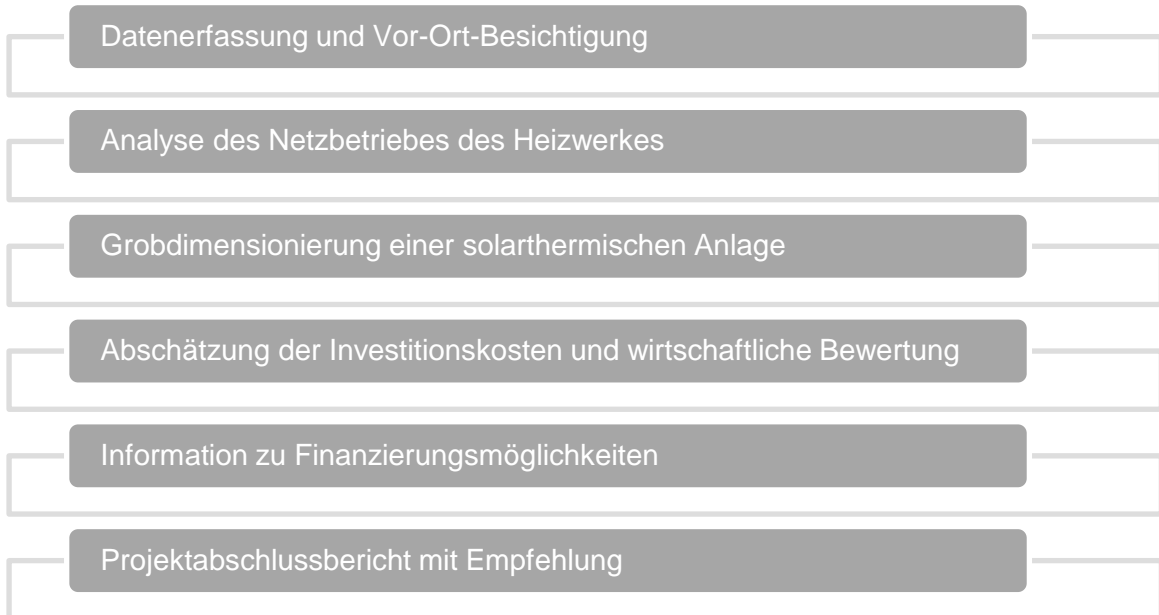 Datenerfassung und Vor-Ort-Besichtigung
Analyse des Netzbetriebes des Heizwerkes
Grobdimensionierung einer solarthermischen Anlage
Abschätzung der Investitionskosten und wirtschaftliche Bewertung
Information zu Finanzierungsmöglichkeiten
Projektabschlussbericht mit Empfehlung